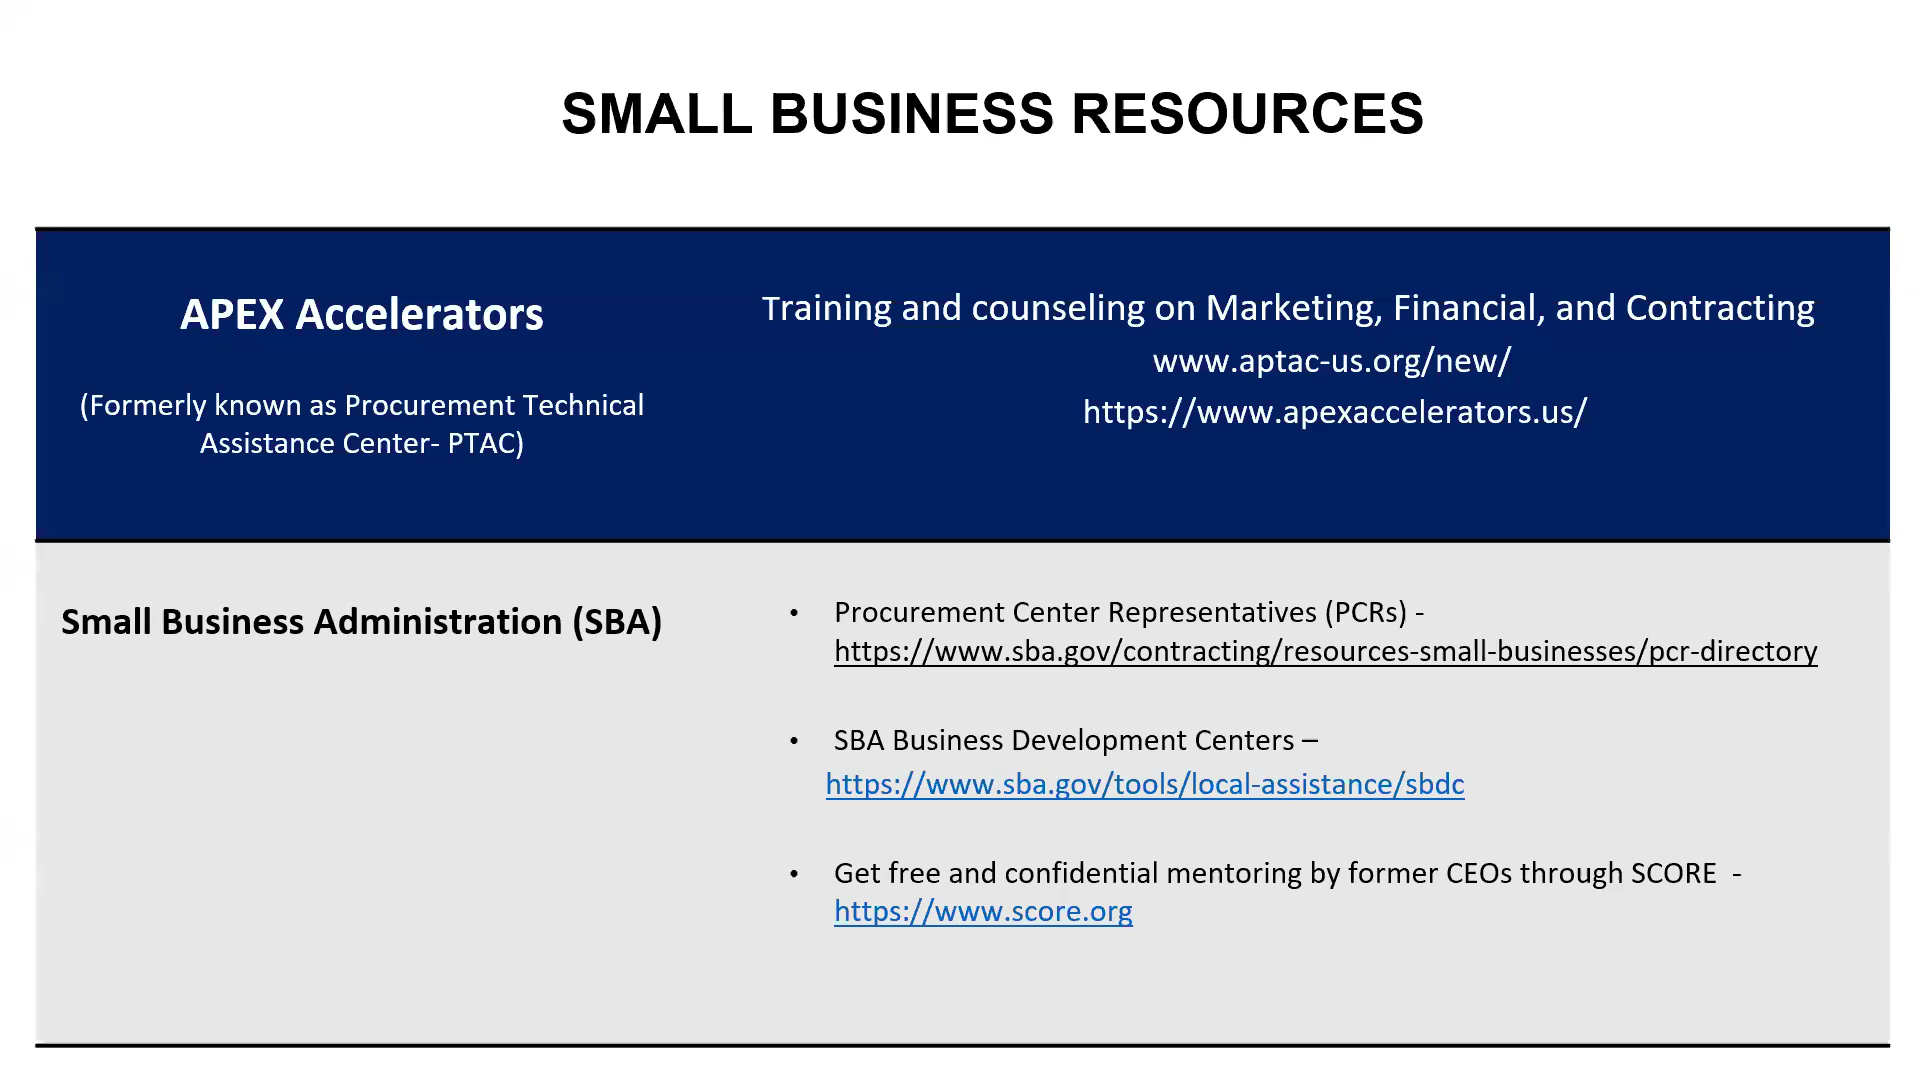 SMALL BUSINESS RESOURCES
APEX Accelerators
(Formerly known as Procurement Technical
Assistance Center- PTAC)
Training and counseling on Marketing, Financial, and Contracting
www.aptac-us.org/new/
https://www.apexaccelerators.us/
Small Business Administration (SBA)
• Procurement Center Representatives (PCRs) -
https://www.sba.gov/contracting/resources-small-businesses/pcr-directory
• SBA Business Development Centers –
https://www.sba.gov/tools/local-assistance/sbdc
• Get free and confidential mentoring by former CEOs through SCORE -
https://www.score.org